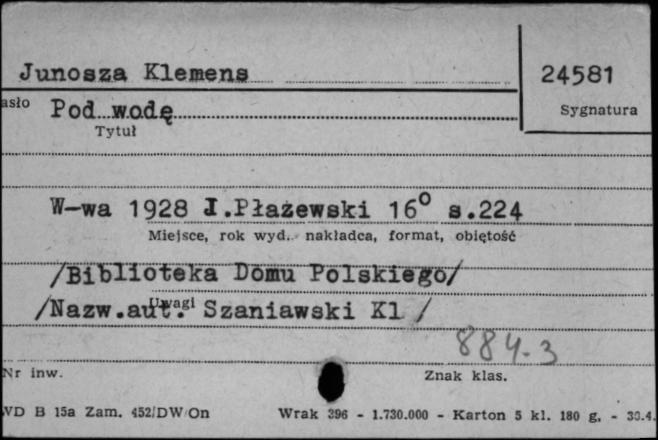 Junosza Klemens
24581
asło Pod wodę
Sygnatura
Tytuł
W-wa 1928 I.Płażewski 16° s.224
Miejsce, rok wyd. nakładca, format, objętość
/Biblioteka Domu Polskiego/
Uwagi
/Nazw.aut. Szaniawski Kl /
884-3
Nr inw.
Znak klas.
WD B 15a Zam. 452/DW/On Wrak 396 - 1.730.000 - Karton 5 kl. 180 g. - 30.4.